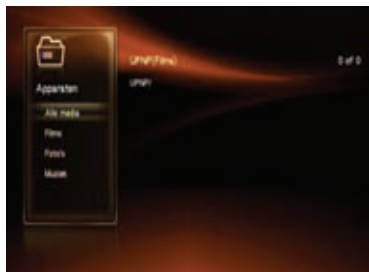 UPNP(Films)
0 of 0
UPNP/
Apparaten
Alle media
Films
Foto's
Muziek